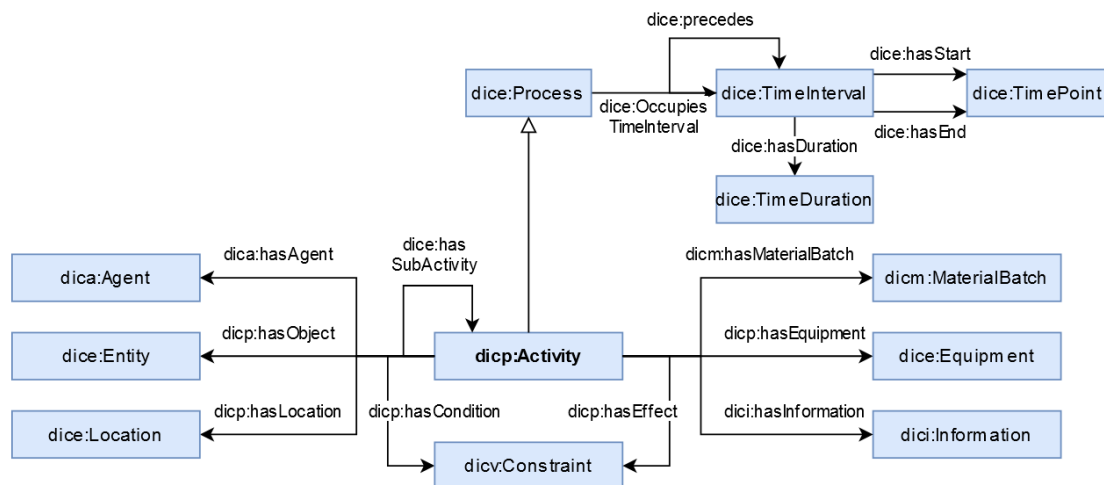 dice:precedes
dice:hasStart
dice:Process
dice:TimeInterval
dice:TimePoint
dice:Occupies
TimeInterval
dice:hasEnd
dice:hasDuration
dice:TimeDuration
dice:has
SubActivity
dica:hasAgent
dicm:hasMaterialBatch
dica:Agent
dicm:MaterialBatch
dicp:hasObject
dicp:hasEquipment
dice:Entity
dicp:Activity
dice:Equipment
dicp:hasLocation
dicp:hasCondition
dicp:hasEffect
dici:hasInformation
dice:Location
dicv:Constraint
dici:Information